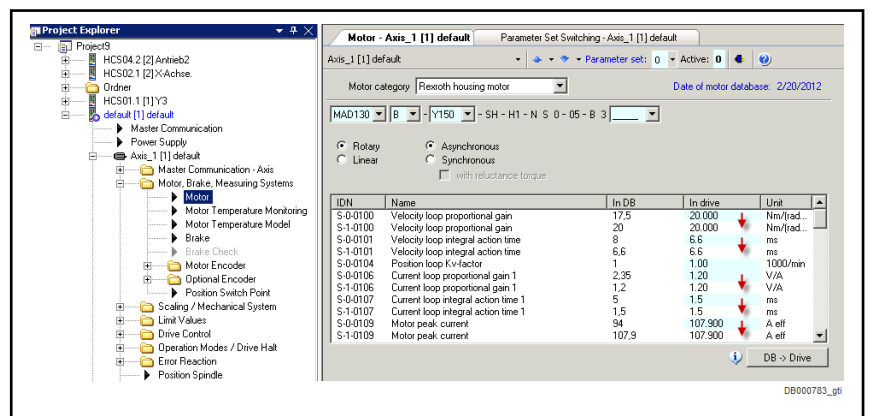 Project Explorer
Project9
HCS04.2 [2] Antrieb2
HCS02.1 [2] X-Achse.
Ordner
HCS01.1 [1] Y3
default [1] default
Master Communication
Power Supply
Axis_1 [1] default
Master Communication - Axis
Motor, Brake, Measuring Systems
Motor
Motor Temperature Monitoring
Motor Temperature Model
Brake
Brake Check
Motor Encoder
Optional Encoder
Position Switch Point
Scaling / Mechanical System
Limit Values
Drive Control
Operation Modes / Drive Halt
Error Reaction
Position Spindle
Motor - Axis_1 [1] default Parameter Set Switching - Axis_1 [1] default
Axis_1 [1] default Parameter set: 0 Active: 0
Motor category Rexroth housing motor Date of motor database: 2/20/2012
MAD130 B - Y150 - SH - H1 - N S 0 - 05 - B 3 ____
Rotary Asynchronous
Linear Synchronous
with reluctance torque
IDN Name In DB In drive Unit
S-0-0100 Velocity loop proportional gain 17,5 20.000 Nm/(rad...
S-1-0100 Velocity loop proportional gain 20 20.000 Nm/(rad...
S-0-0101 Velocity loop integral action time 8 6.6 ms
S-1-0101 Velocity loop integral action time 6,6 6.6 ms
S-0-0104 Position loop Kv-factor 1 1.00 1000/min
S-0-0106 Current loop proportional gain 1 2,35 1.20 V/A
S-1-0106 Current loop proportional gain 1 1,2 1.20 V/A
S-0-0107 Current loop integral action time 1 5 1.5 ms
S-1-0107 Current loop integral action time 1 1,5 1.5 ms
S-0-0109 Motor peak current 94 107.900 A eff
S-1-0109 Motor peak current 107,9 107.900 A eff
DB -> Drive
DB000783_gti